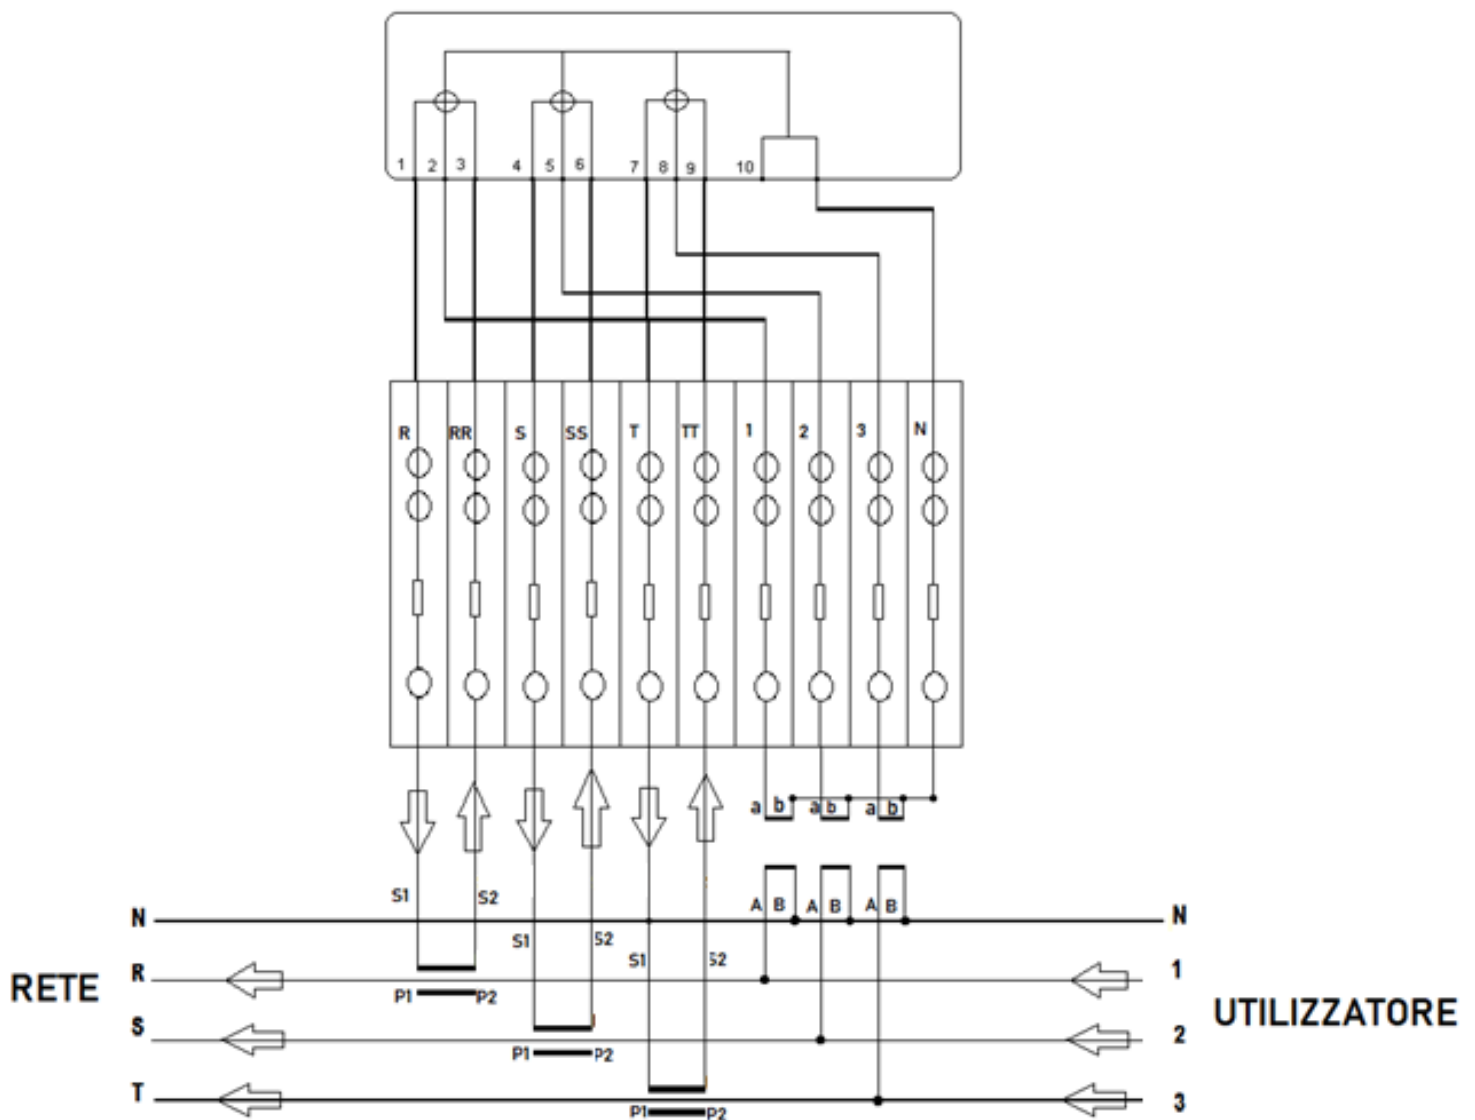 1 2 3 4 5 6 7 8 9 10
R RR S SS T TT 1 2 3 N
a b a b a b
S1 S2 A B A B A B
N N
S1 S2 S1 S2
RETE R P1 P2 1
UTILIZZATORE
S P1 P2 2
T P1 P2 3